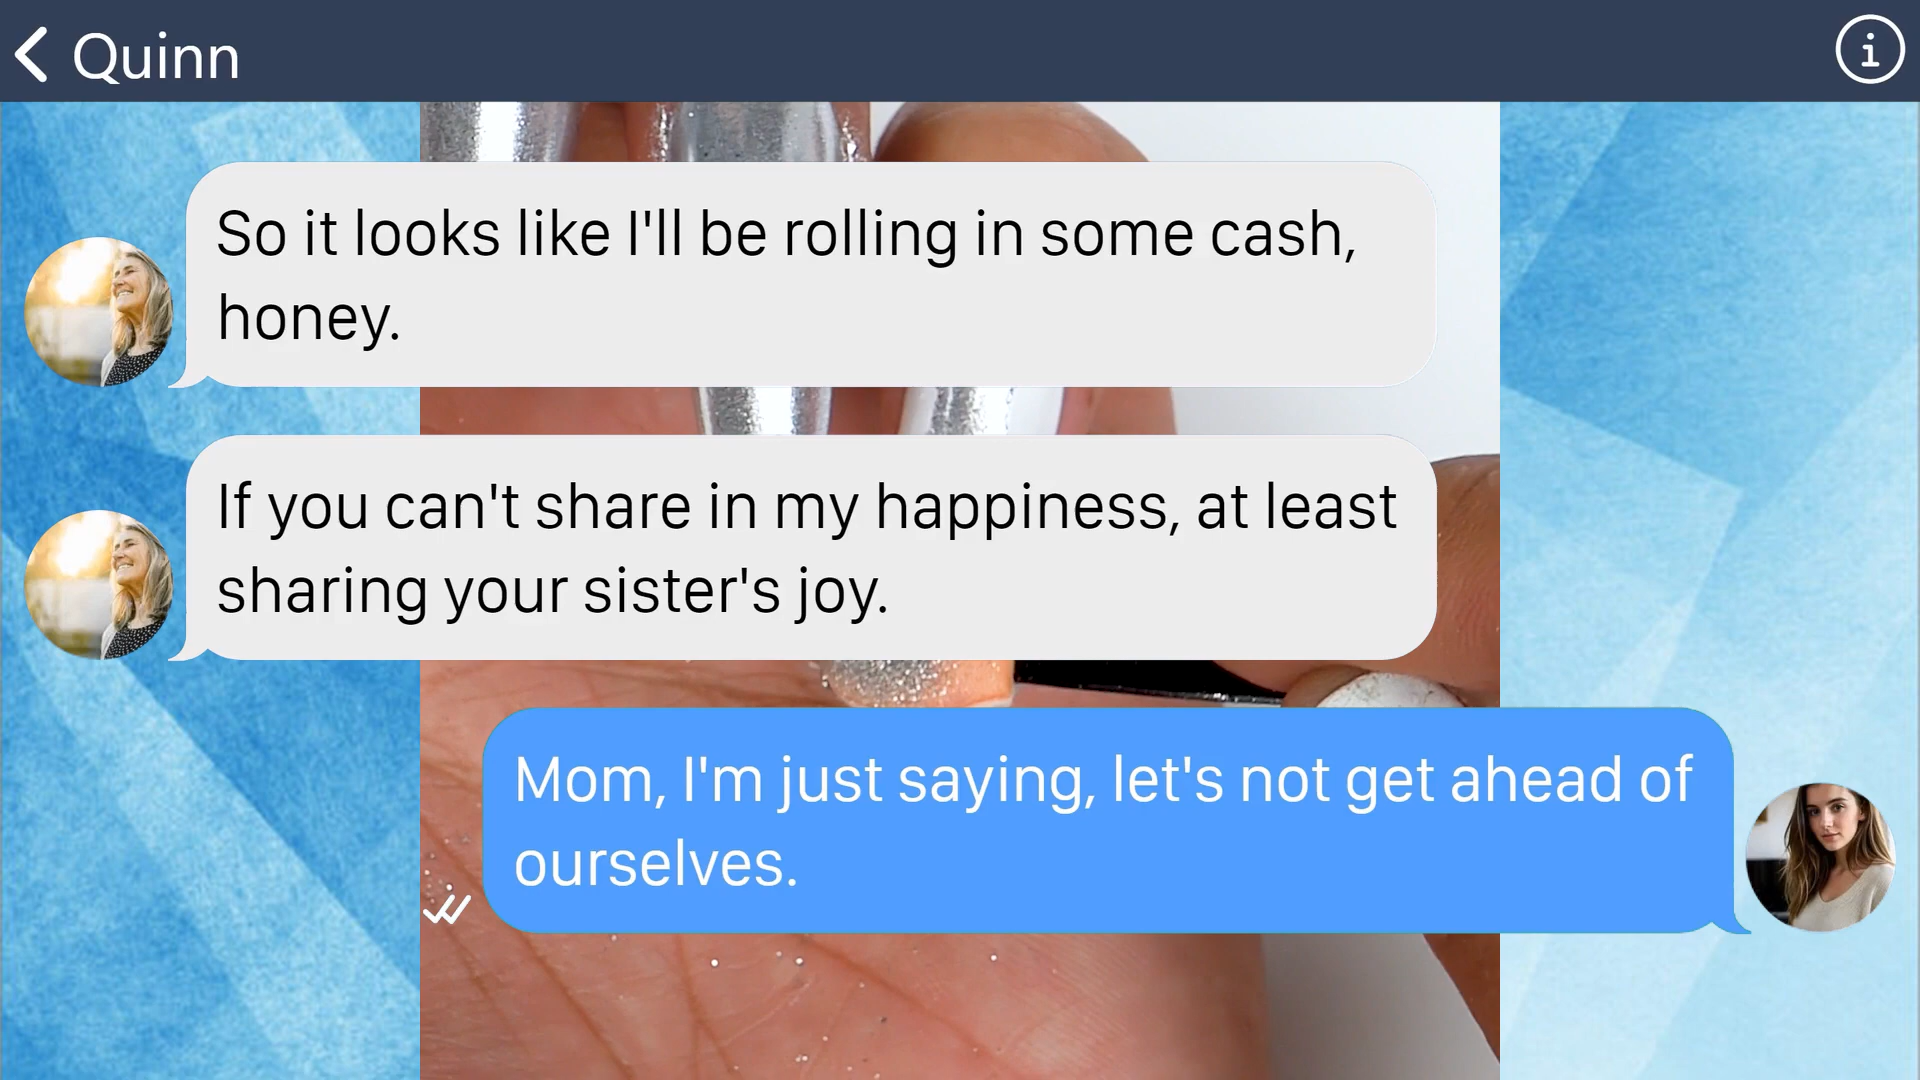 Quinn
So it looks like I'll be rolling in some cash,
honey.
If you can't share in my happiness, at least
sharing your sister's joy.
Mom, I'm just saying, let's not get ahead of
ourselves.